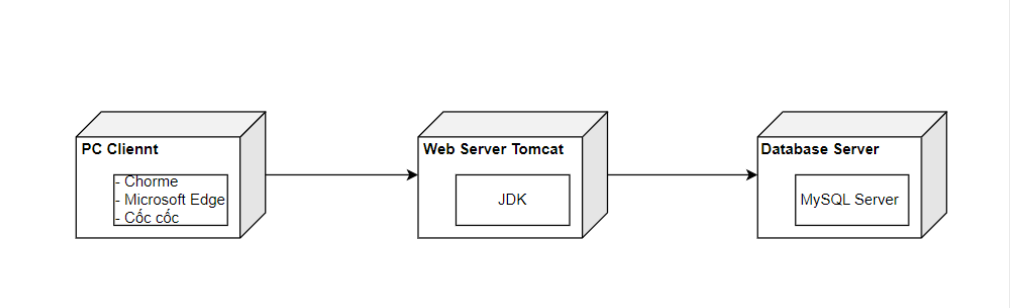 PC Cliennt
- Chorme
- Microsoft Edge
- Cốc cốc
Web Server Tomcat
JDK
Database Server
MySQL Server